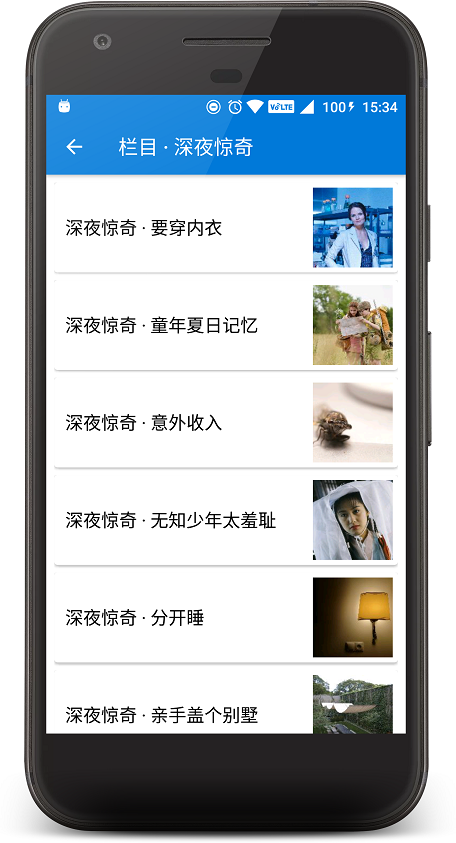 VoLTE 100 15:34
栏目 · 深夜惊奇
深夜惊奇 · 要穿内衣
深夜惊奇 · 童年夏日记忆
深夜惊奇 · 意外收入
深夜惊奇 · 无知少年太羞耻
深夜惊奇 · 分开睡
深夜惊奇 · 亲手盖个别墅